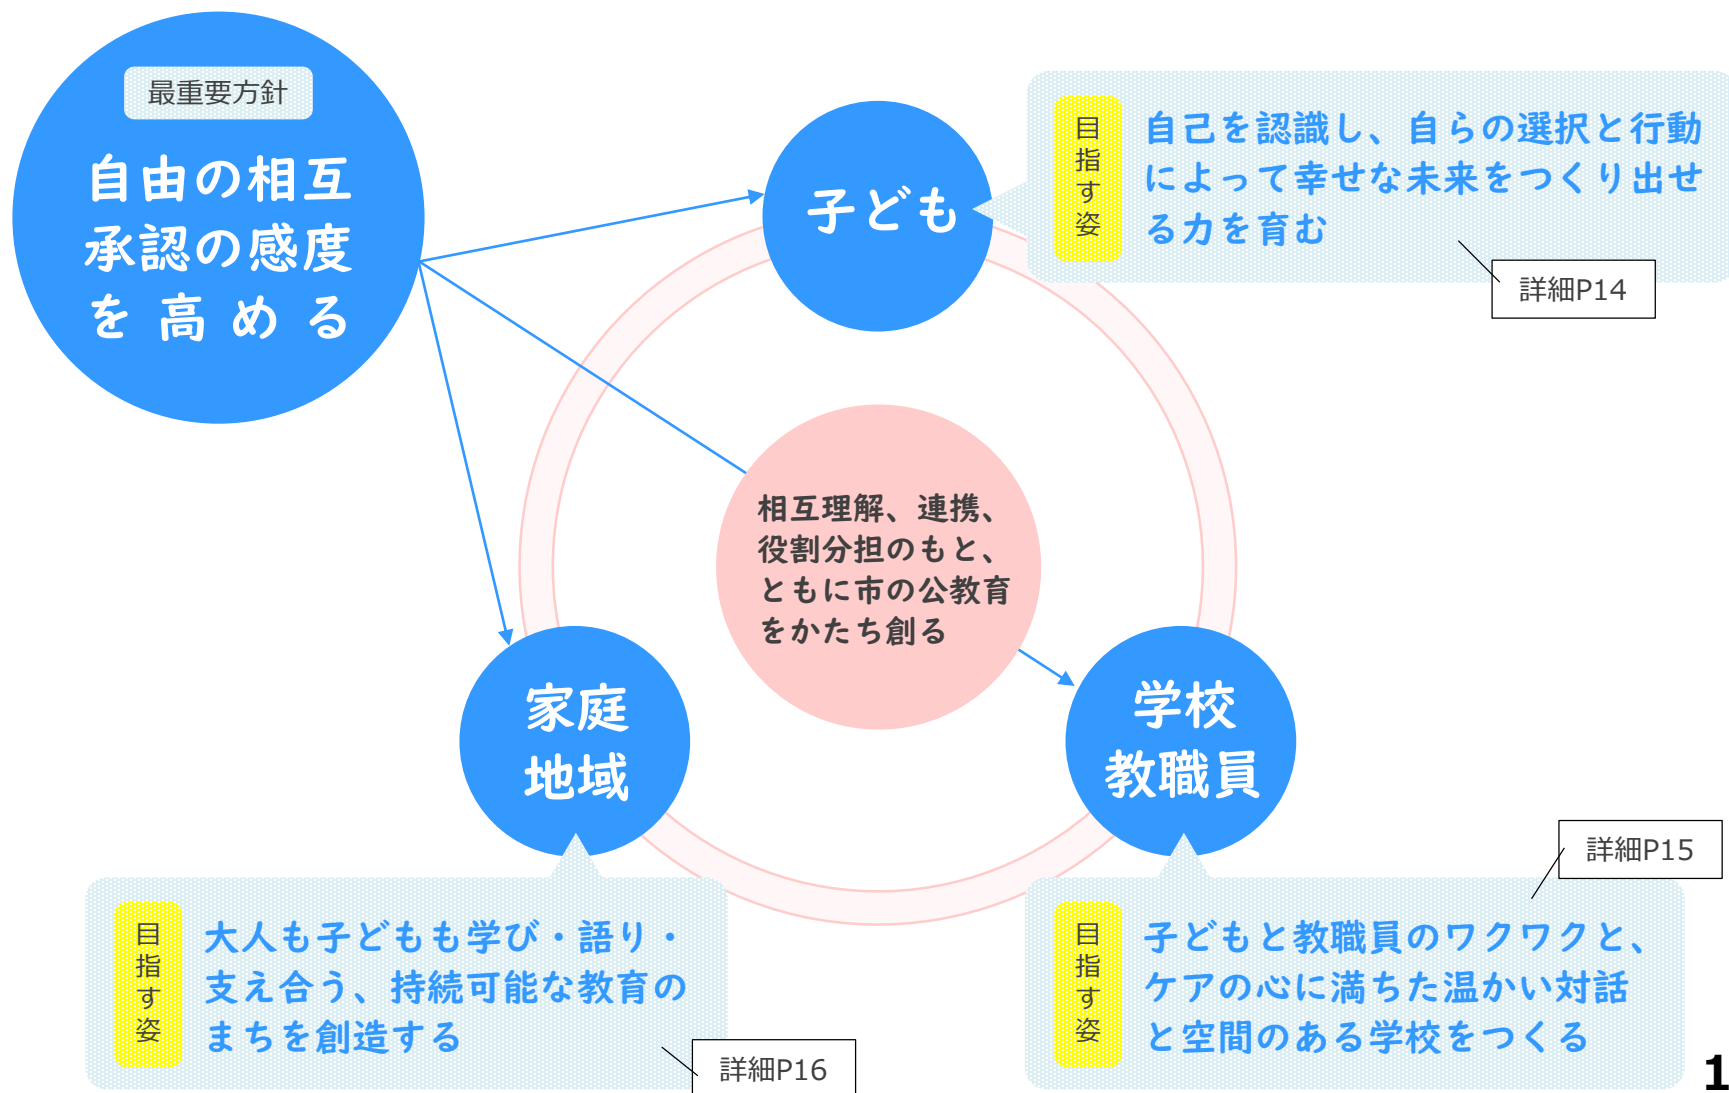 最重要方針
自由の相互
承認の感度
を高める
子ども
目指す姿
自己を認識し、自らの選択と行動
によって幸せな未来をつくり出せ
る力を育む
詳細P14
相互理解、連携、
役割分担のもと、
ともに市の公教育
をかたち創る
家庭
地域
学校
教職員
目指す姿
大人も子どもも学び・語り・
支え合う、持続可能な教育の
まちを創造する
詳細P16
詳細P15
目指す姿
子どもと教職員のワクワクと、
ケアの心に満ちた温かい対話
と空間のある学校をつくる
1